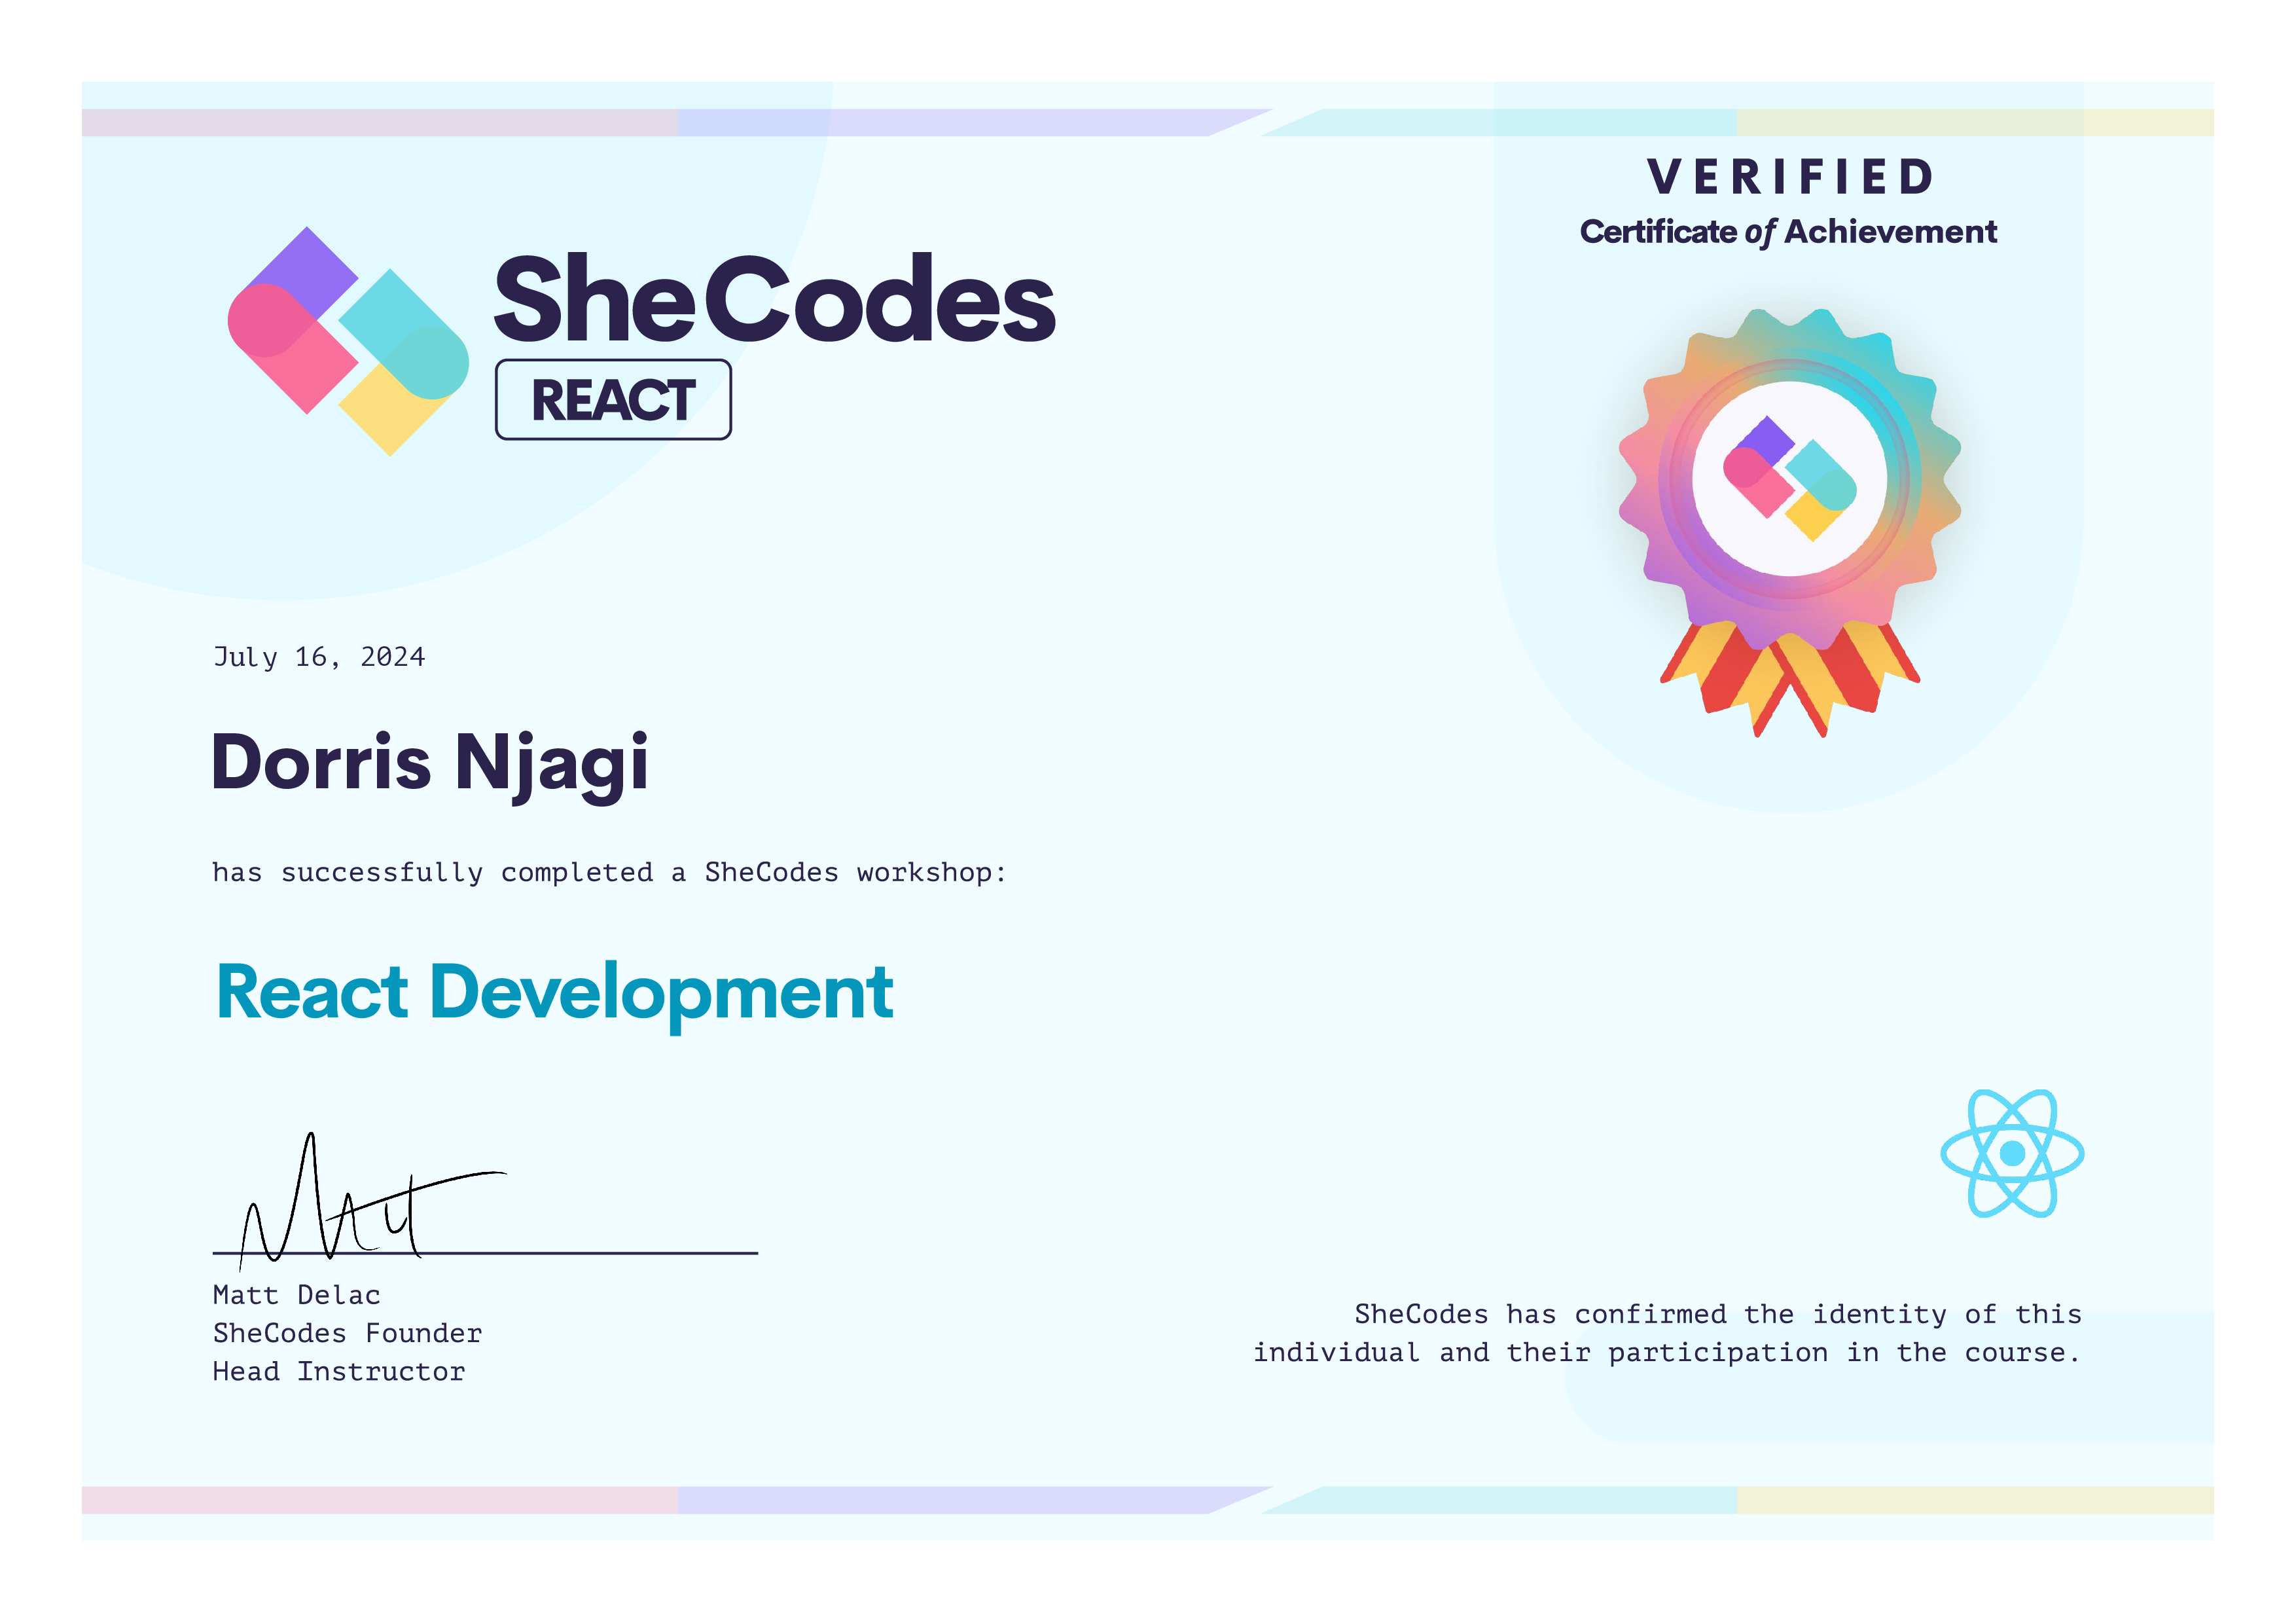 VERIFIED
Certificate of Achievement
SheCodes
REACT
July 16, 2024
Dorris Njagi
has successfully completed a SheCodes workshop:
React Development
Matt
Matt Delac
SheCodes Founder
Head Instructor
SheCodes has confirmed the identity of this
individual and their participation in the course.